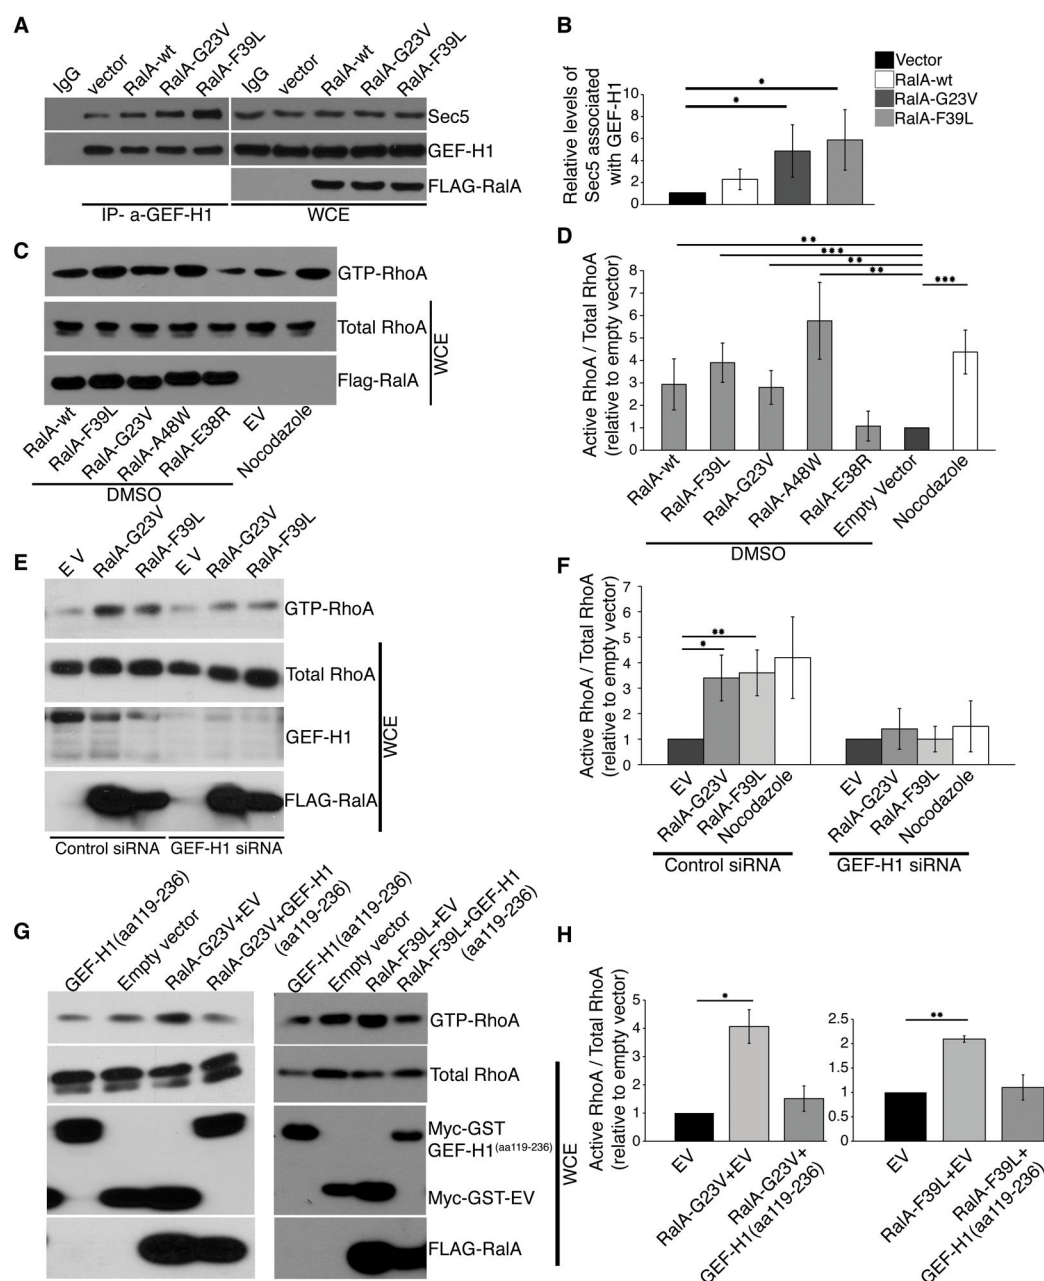 A
IgG
vector
RalA-wt
RalA-G23V
RalA-F39L
IgG
vector
RalA-wt
RalA-G23V
RalA-F39L
Sec5
GEF-H1
FLAG-RalA
IP- a-GEF-H1
WCE
B
Vector
RalA-wt
RalA-G23V
RalA-F39L
Relative levels of
Sec5 associated
with GEF-H1
10
8
6
4
2
0
*
*
C
GTP-RhoA
Total RhoA
Flag-RalA
WCE
RalA-wt
RalA-F39L
RalA-G23V
RalA-A48W
RalA-E38R
EV
Nocodazole
DMSO
D
Active RhoA / Total RhoA
(relative to empty vector)
8
7
6
5
4
3
2
1
0
**
***
**
**
***
RalA-wt
RalA-F39L
RalA-G23V
RalA-A48W
RalA-E38R
Empty Vector
Nocodazole
DMSO
E
E V
RalA-G23V
RalA-F39L
E V
RalA-G23V
RalA-F39L
GTP-RhoA
Total RhoA
GEF-H1
FLAG-RalA
WCE
Control siRNA
GEF-H1 siRNA
F
Active RhoA / Total RhoA
(relative to empty vector)
7
6
5
4
3
2
1
0
**
*
EV
RalA-G23V
RalA-F39L
Nocodazole
EV
RalA-G23V
RalA-F39L
Nocodazole
Control siRNA
GEF-H1 siRNA
G
GEF-H1(aa119-236)
Empty vector
RalA-G23V+EV
RalA-G23V+GEF-H1
(aa119-236)
GEF-H1(aa119-236)
Empty vector
RalA-F39L+EV
RalA-F39L+GEF-H1
(aa119-236)
GTP-RhoA
Total RhoA
Myc-GST
GEF-H1(aa119-236)
Myc-GST-EV
FLAG-RalA
WCE
H
Active RhoA / Total RhoA
(relative to empty vector)
5
4
3
2
1
0
*
EV
RalA-G23V+EV
RalA-G23V+
GEF-H1(aa119-236)
2.5
2
1.5
1
0.5
0
**
EV
RalA-F39L+EV
RalA-F39L+
GEF-H1(aa119-236)